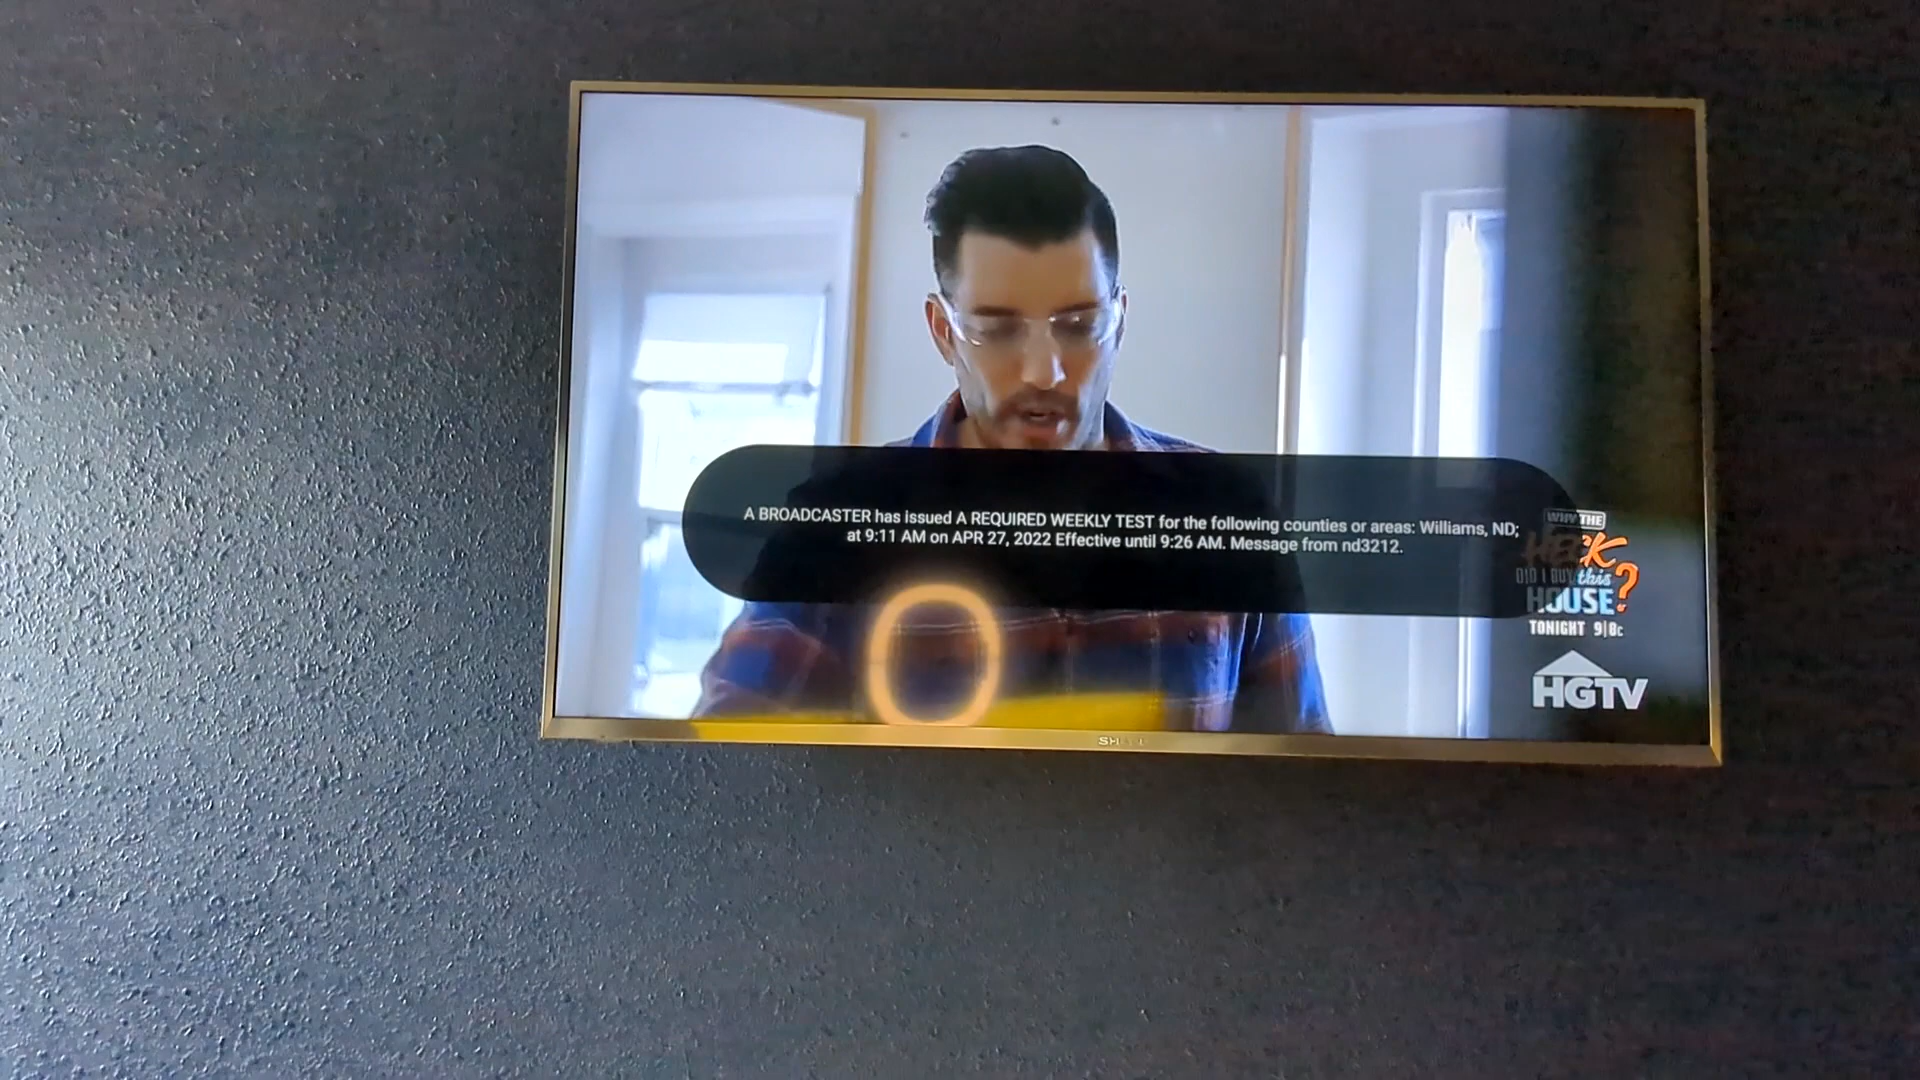 A BROADCASTER has issued A REQUIRED WEEKLY TEST for the following counties or areas: Williams, ND;
at 9:11 AM on APR 27, 2022 Effective until 9:26 AM. Message from nd3212.
WHY THE
HECK
DID I BUY this
HOUSE?
TONIGHT 9|8c
HGTV